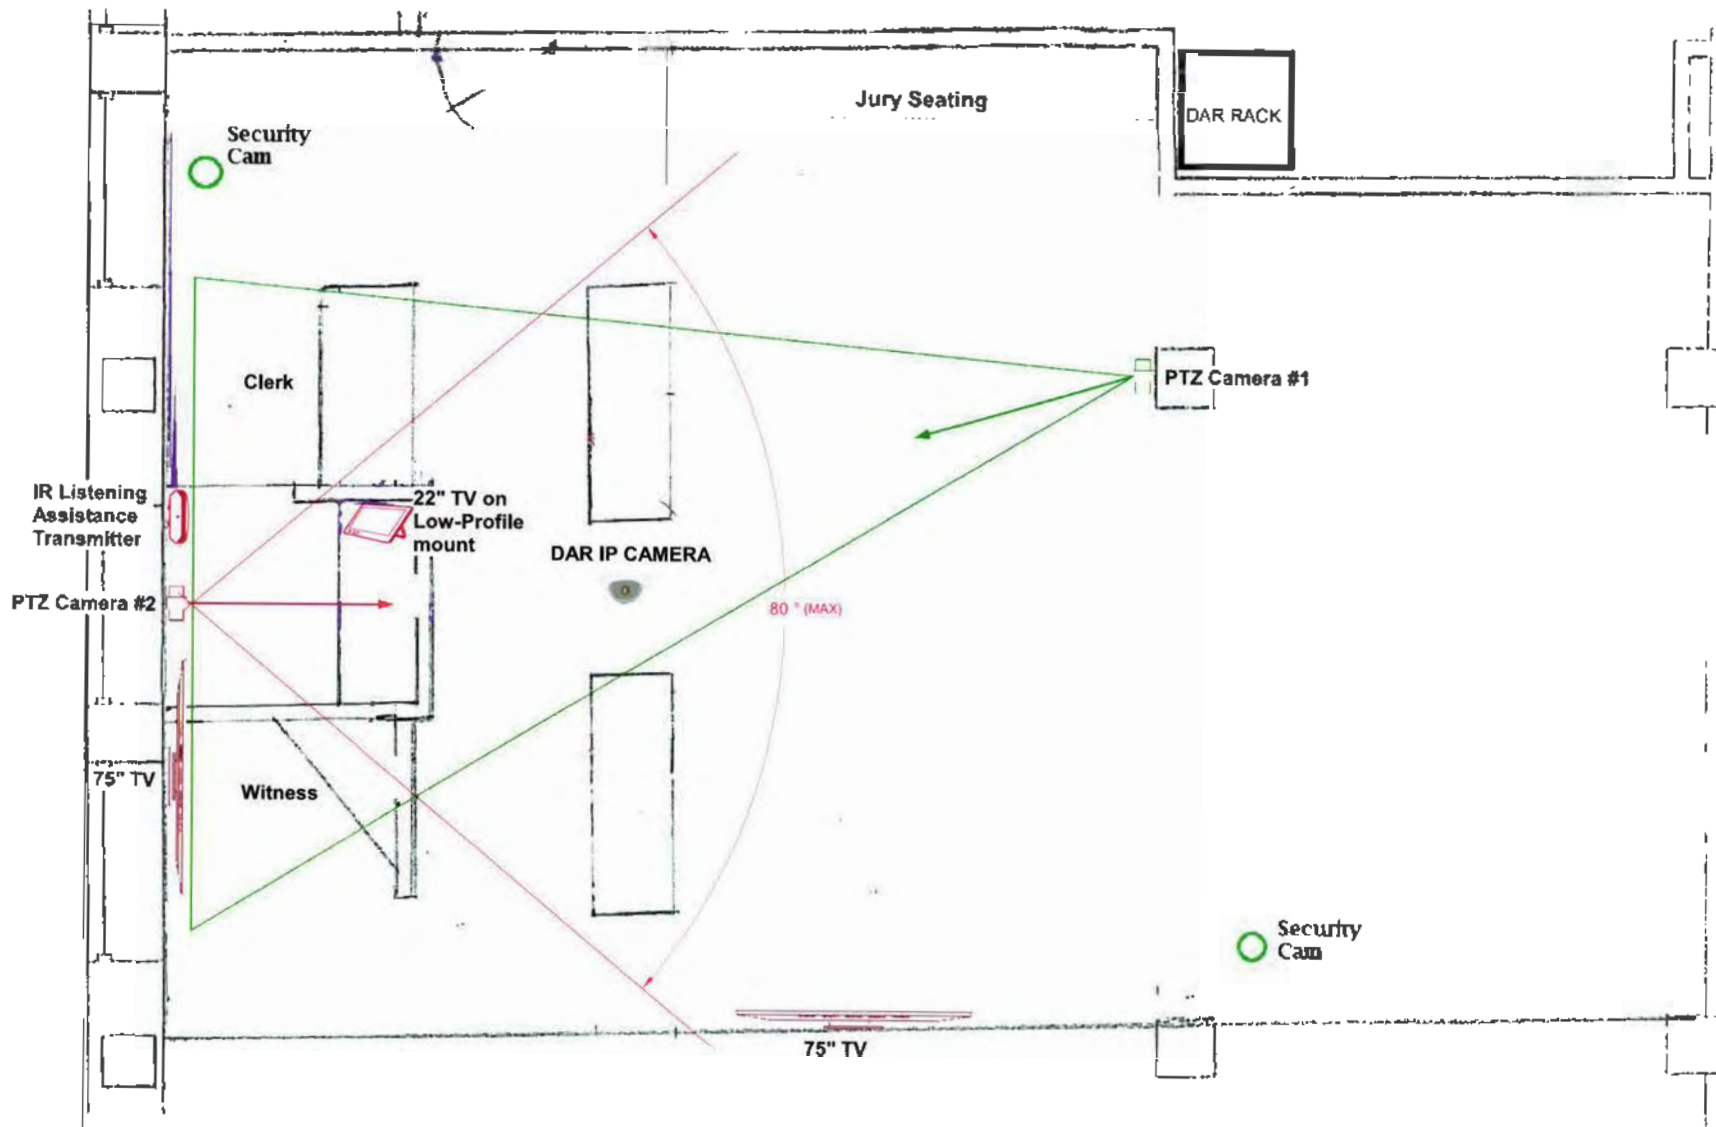 Jury Seating
DAR RACK
Security
Cam
Clerk
PTZ Camera #1
IR Listening
Assistance
Transmitter
22" TV on
Low-Profile
mount
DAR IP CAMERA
PTZ Camera #2
80 ° (MAX)
75" TV
Witness
Security
Cam
75" TV